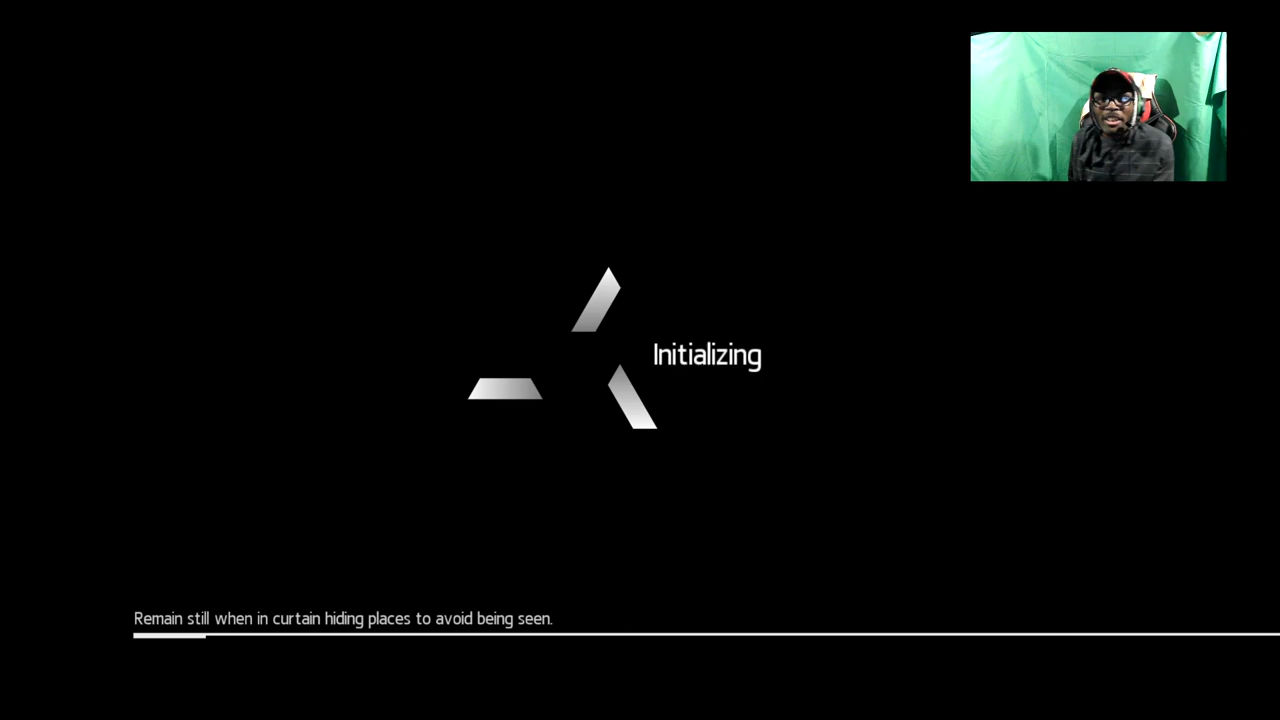 Initializing
Remain still when in curtain hiding places to avoid being seen.